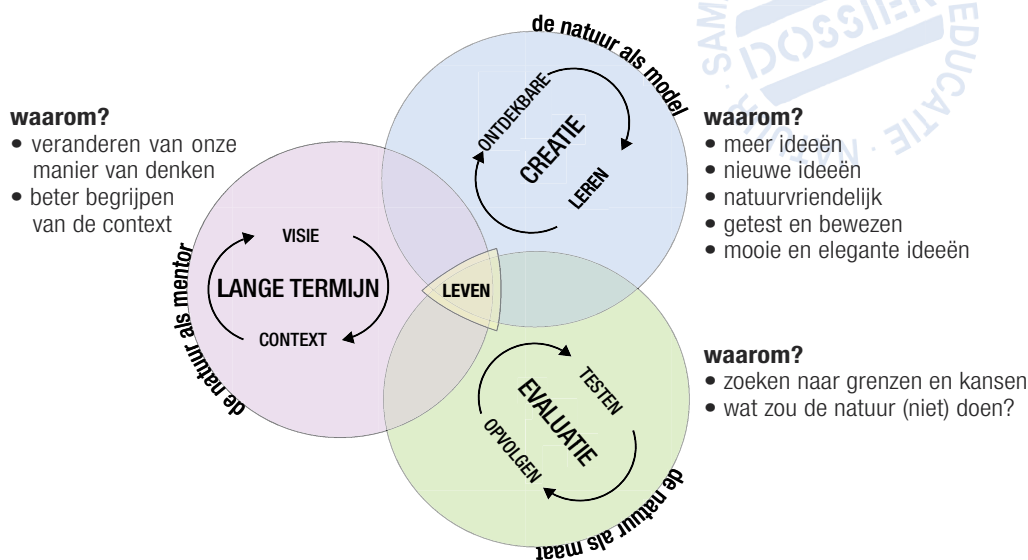 de natuur als model
ONTDEKBARE
CREATIE
LEREN
waarom?
• veranderen van onze
manier van denken
• beter begrijpen
van de context
waarom?
• meer ideeën
• nieuwe ideeën
• natuurvriendelijk
• getest en bewezen
• mooie en elegante ideeën
de natuur als mentor
VISIE
LANGE TERMIJN
CONTEXT
LEVEN
waarom?
• zoeken naar grenzen en kansen
• wat zou de natuur (niet) doen?
TESTEN
EVALUATIE
OPVOLGEN
de natuur als maat
DOSSIER
EDUCATIE